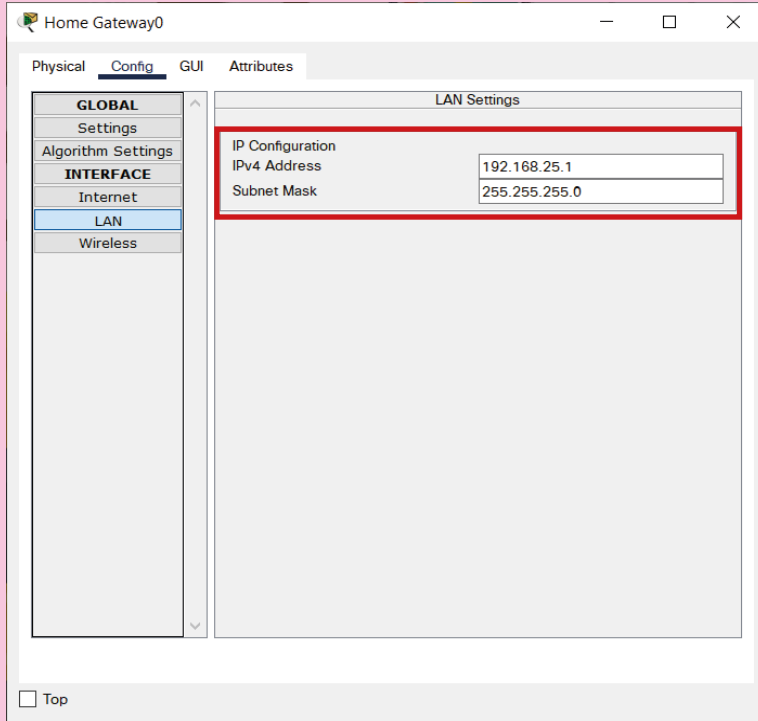 Home Gateway0
Physical Config GUI Attributes
GLOBAL
Settings
Algorithm Settings
INTERFACE
Internet
LAN
Wireless
LAN Settings
IP Configuration
IPv4 Address 192.168.25.1
Subnet Mask 255.255.255.0
Top